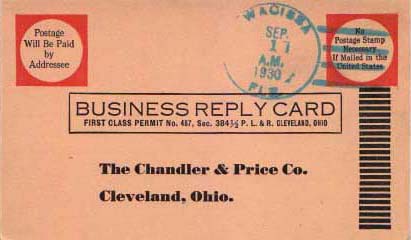 Postage
Will Be Paid
by
Addressee
WACISSA
SEP.
A.M.
1930
FLA.
No
Postage Stamp
Necessary
If Mailed in the
United States
BUSINESS REPLY CARD
FIRST CLASS PERMIT No. 487, Sec. 384½ P. L. & R. CLEVELAND, OHIO
The Chandler & Price Co.
Cleveland, Ohio.